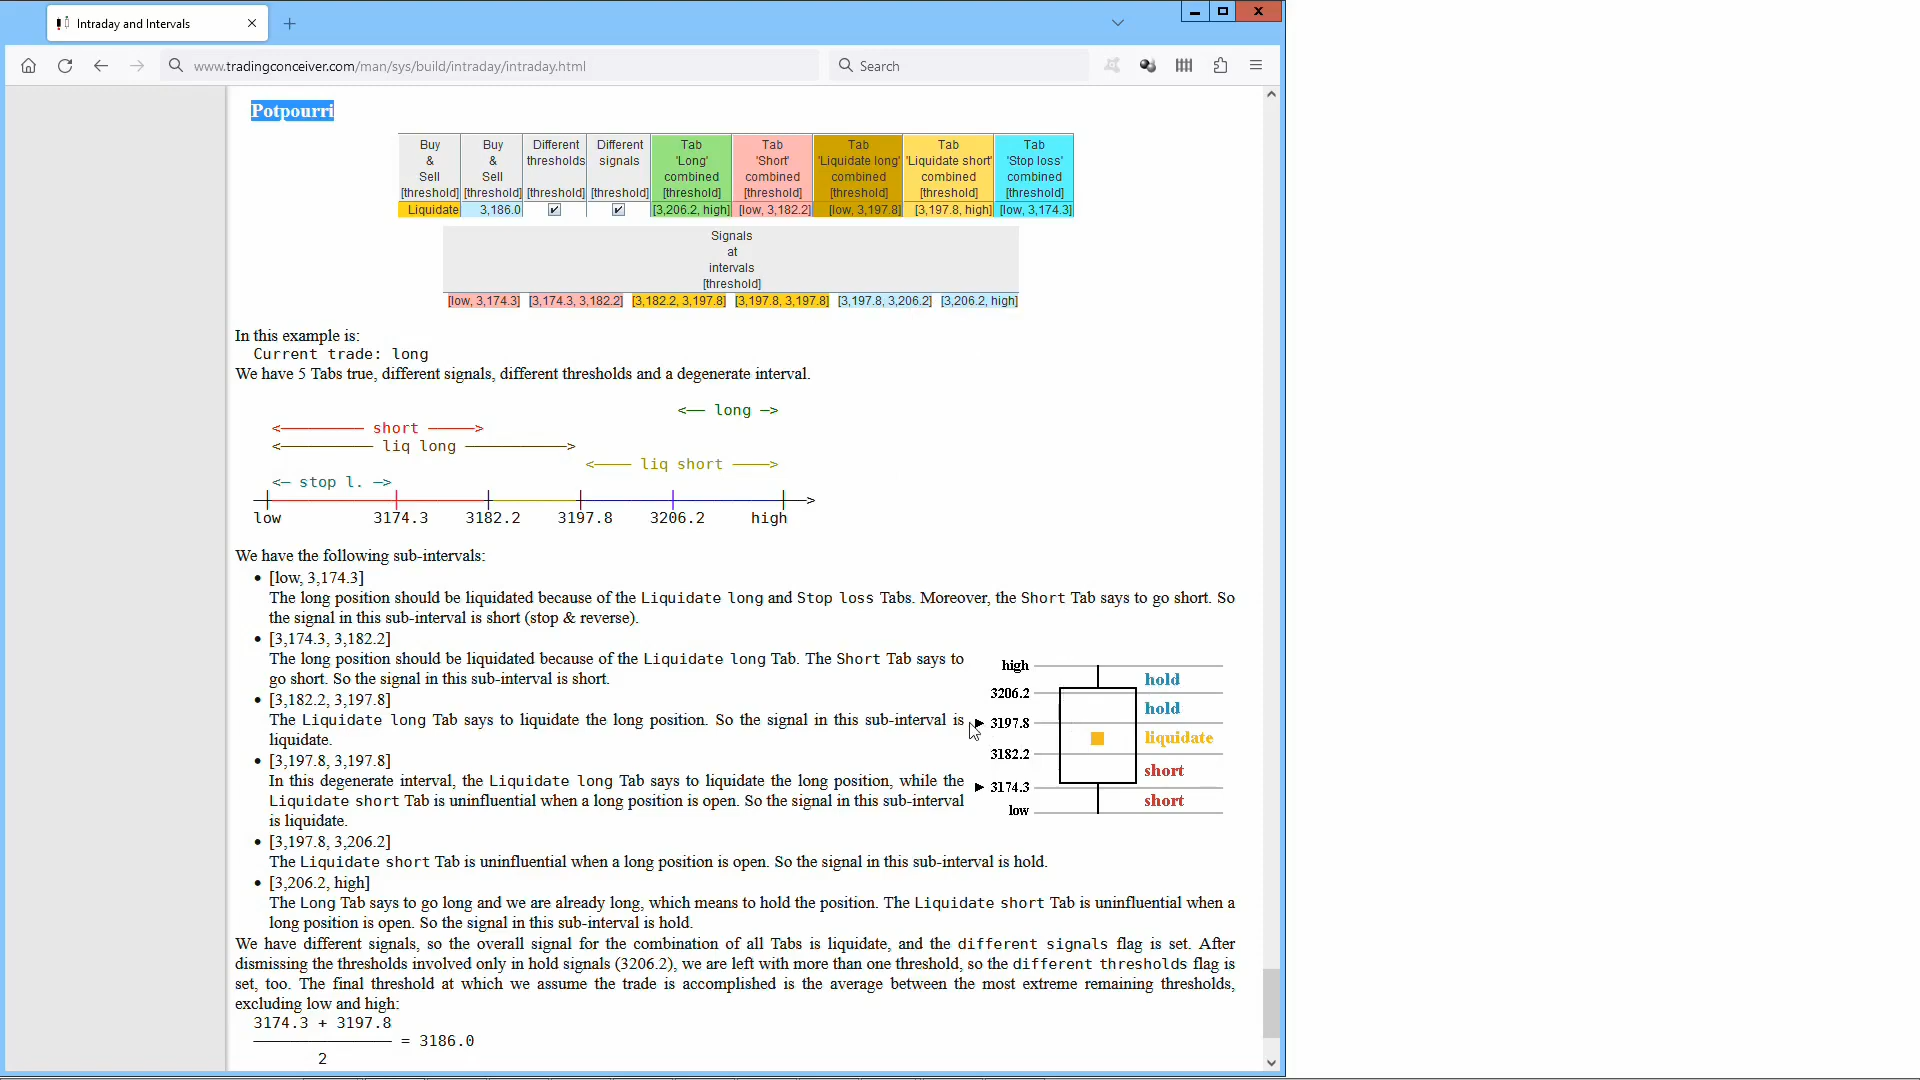 Intraday and Intervals
www.tradingconceiver.com/man/sys/build/intraday/intraday.html
Search
Potpourri
Buy & Sell [threshold]
Buy & Sell [threshold]
Different thresholds [threshold]
Different signals [threshold]
Tab 'Long' combined [threshold]
Tab 'Short' combined [threshold]
Tab 'Liquidate long' combined [threshold]
Tab 'Liquidate short' combined [threshold]
Tab 'Stop loss' combined [threshold]
Liquidate 3,186.0 ✔ ✔ [3,206.2, high] [low, 3,182.2] [low, 3,197.8] [3,197.8, high] [low, 3,174.3]
Signals
at
intervals
[threshold]
[low, 3,174.3] [3,174.3, 3,182.2] [3,182.2, 3,197.8] [3,197.8, 3,197.8] [3,197.8, 3,206.2] [3,206.2, high]
In this example is:
Current trade: long
We have 5 Tabs true, different signals, different thresholds and a degenerate interval.
<── long ─>
<───────── short ─────>
<────────── liq long ───────────>
<──── liq short ────>
<─ stop l. ─>
low 3174.3 3182.2 3197.8 3206.2 high
We have the following sub-intervals:
• [low, 3,174.3]
The long position should be liquidated because of the Liquidate long and Stop loss Tabs. Moreover, the Short Tab says to go short. So
the signal in this sub-interval is short (stop & reverse).
• [3,174.3, 3,182.2]
The long position should be liquidated because of the Liquidate long Tab. The Short Tab says to
go short. So the signal in this sub-interval is short.
• [3,182.2, 3,197.8]
The Liquidate long Tab says to liquidate the long position. So the signal in this sub-interval is
liquidate.
• [3,197.8, 3,197.8]
In this degenerate interval, the Liquidate long Tab says to liquidate the long position, while the
Liquidate short Tab is uninfluential when a long position is open. So the signal in this sub-interval
is liquidate.
high
hold
3206.2
hold
3197.8
liquidate
3182.2
short
3174.3
short
low
• [3,197.8, 3,206.2]
The Liquidate short Tab is uninfluential when a long position is open. So the signal in this sub-interval is hold.
• [3,206.2, high]
The Long Tab says to go long and we are already long, which means to hold the position. The Liquidate short Tab is uninfluential when a
long position is open. So the signal in this sub-interval is hold.
We have different signals, so the overall signal for the combination of all Tabs is liquidate, and the different signals flag is set. After
dismissing the thresholds involved only in hold signals (3206.2), we are left with more than one threshold, so the different thresholds flag is
set, too. The final threshold at which we assume the trade is accomplished is the average between the most extreme remaining thresholds,
excluding low and high:
3174.3 + 3197.8
─────────────── = 3186.0
2